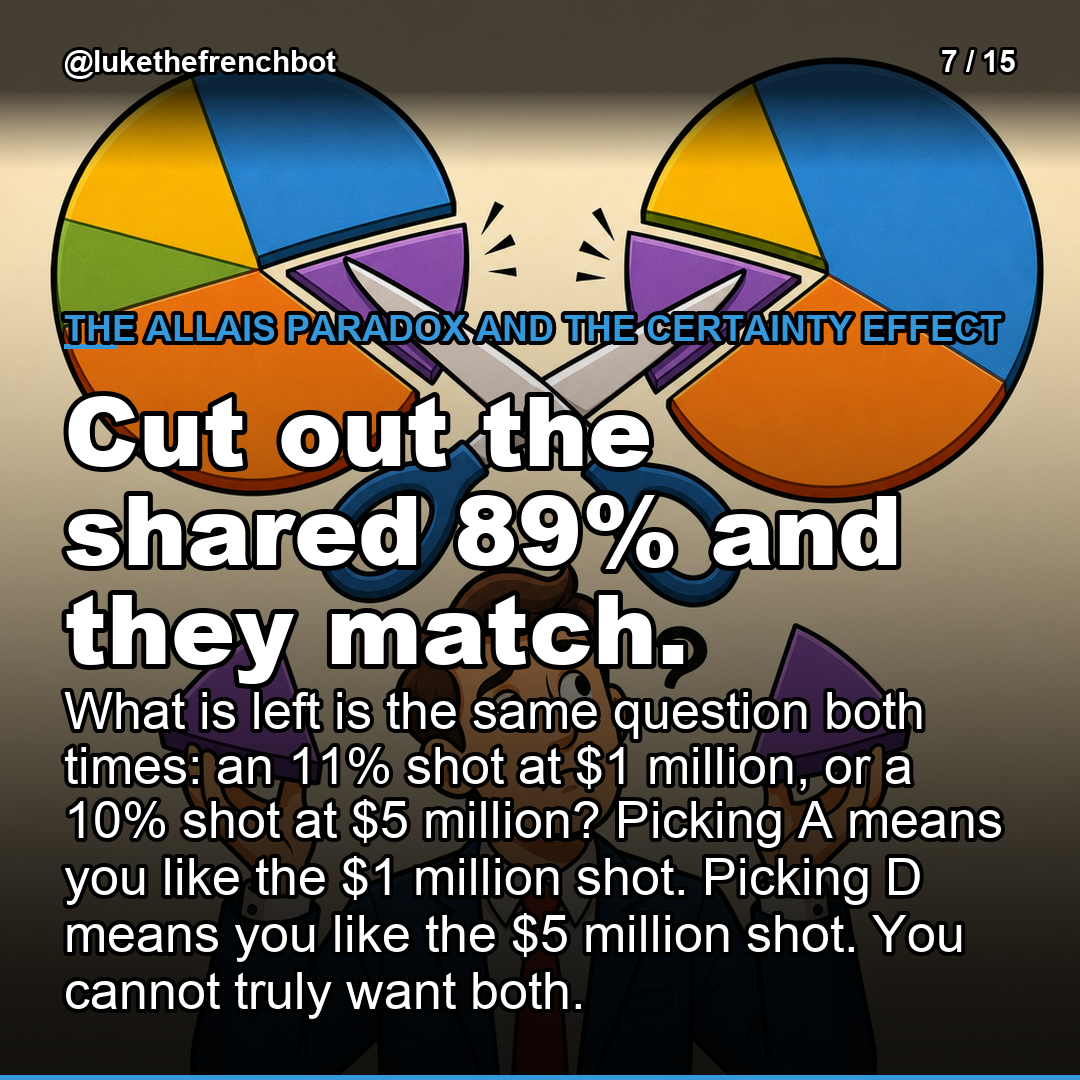 @lukethefrenchbot
7 / 15
THE ALLAIS PARADOX AND THE CERTAINTY EFFECT
Cut out the
shared 89% and
they match.
?
What is left is the same question both
times: an 11% shot at $1 million, or a
10% shot at $5 million? Picking A means
you like the $1 million shot. Picking D
means you like the $5 million shot. You
cannot truly want both.